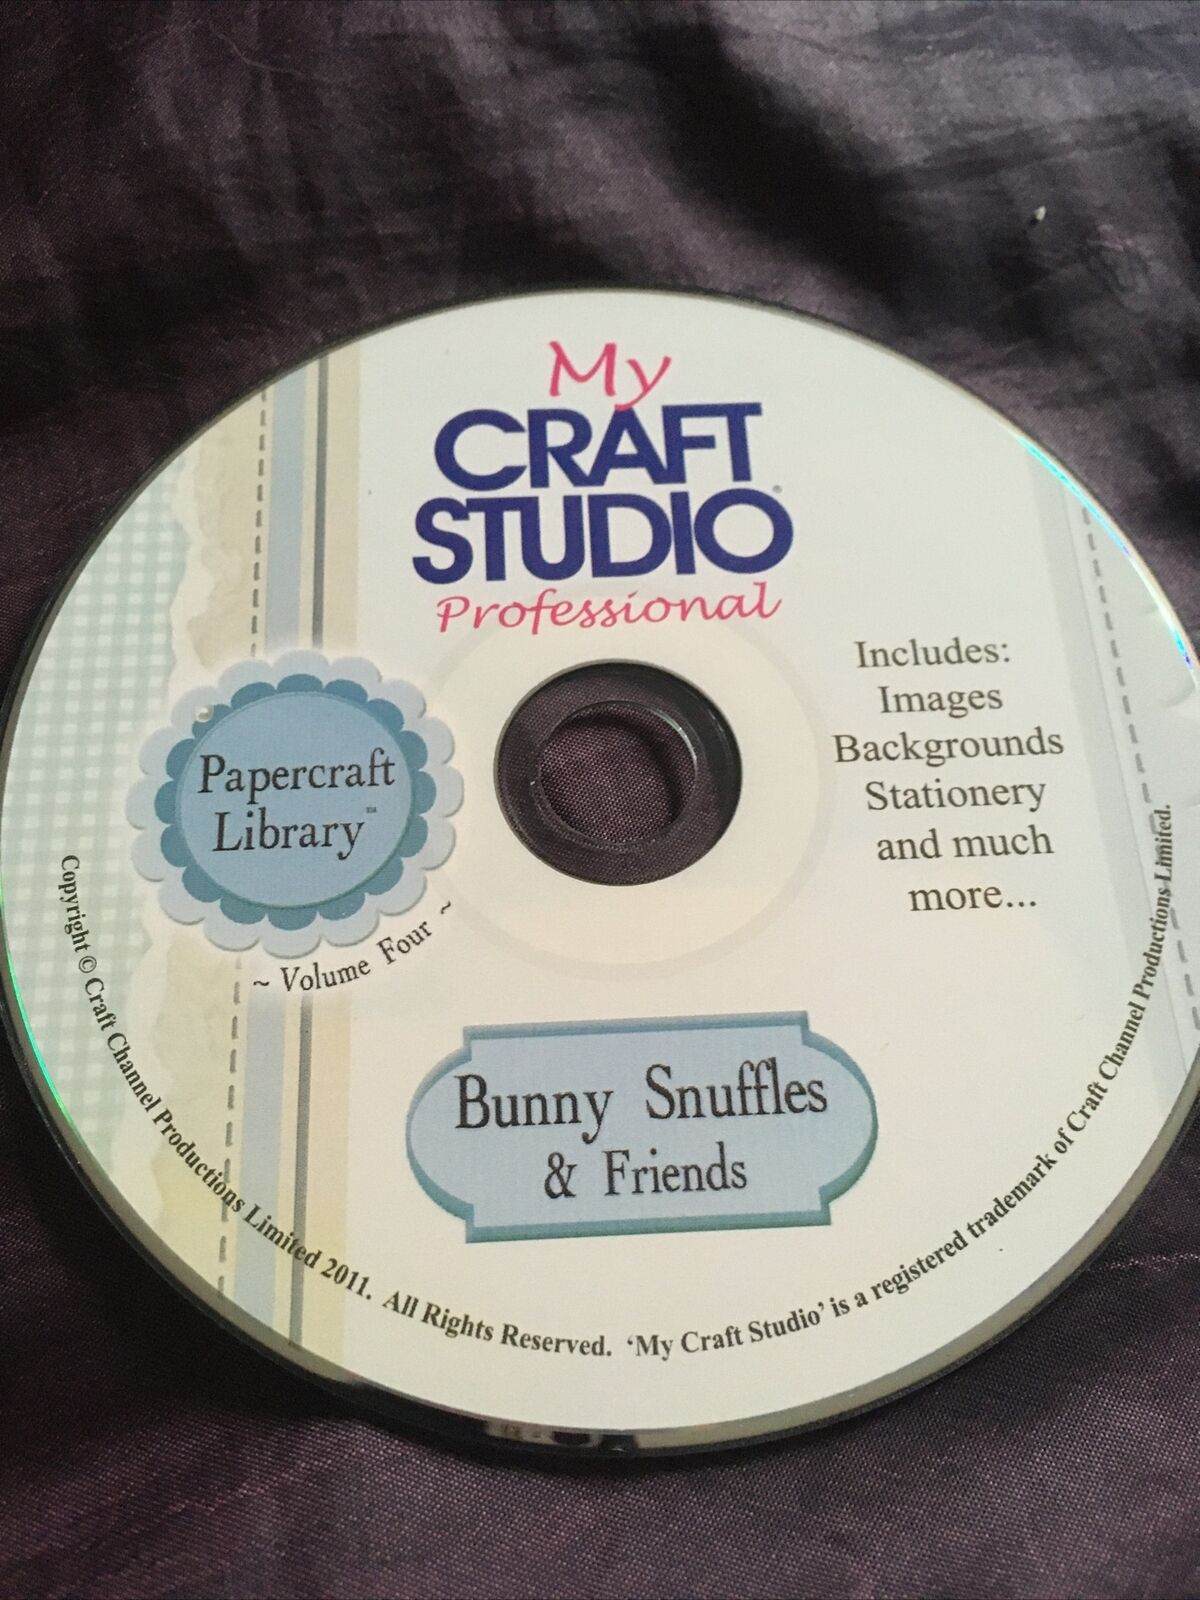 My
CRAFT
STUDIO®
Professional
Includes:
Images
Backgrounds
Stationery
and much
more...
Papercraft
Library™
~ Volume Four ~
Bunny Snuffles
& Friends
Copyright © Craft Channel Productions Limited 2011. All Rights Reserved. ‘My Craft Studio’ is a registered trademark of Craft Channel Productions Limited.